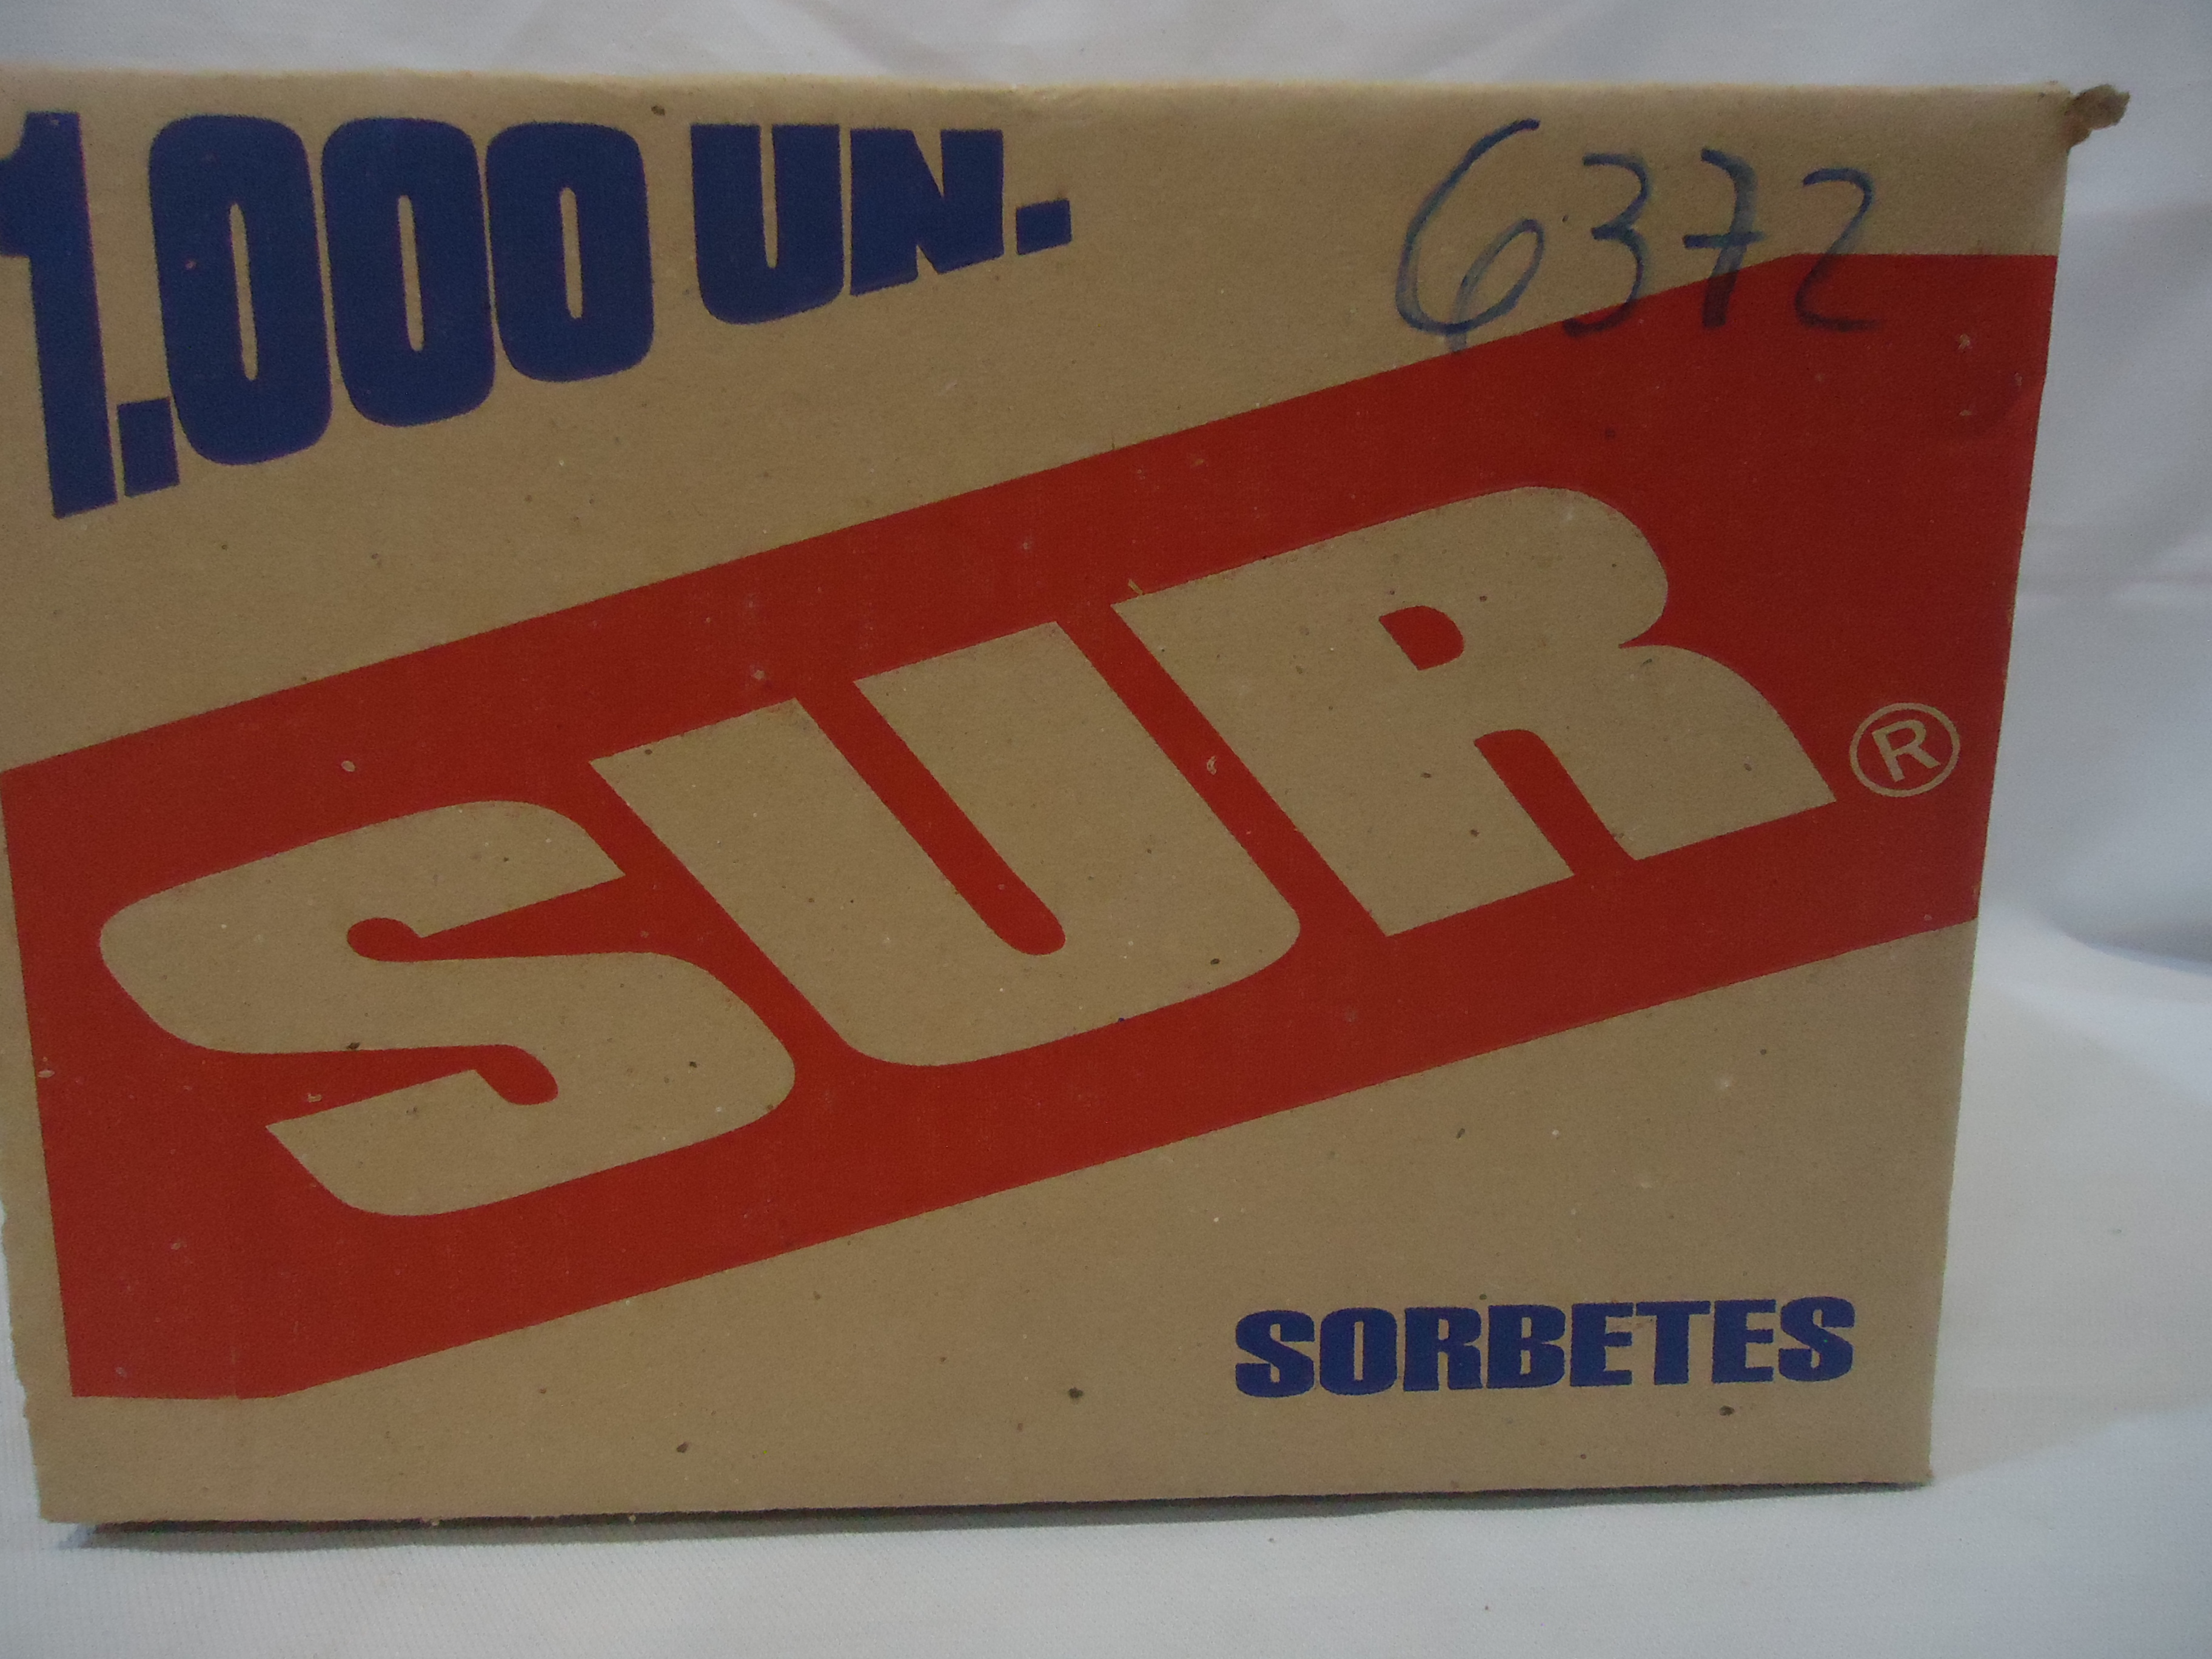 1.000 UN.
6372
SUR ®
SORBETES